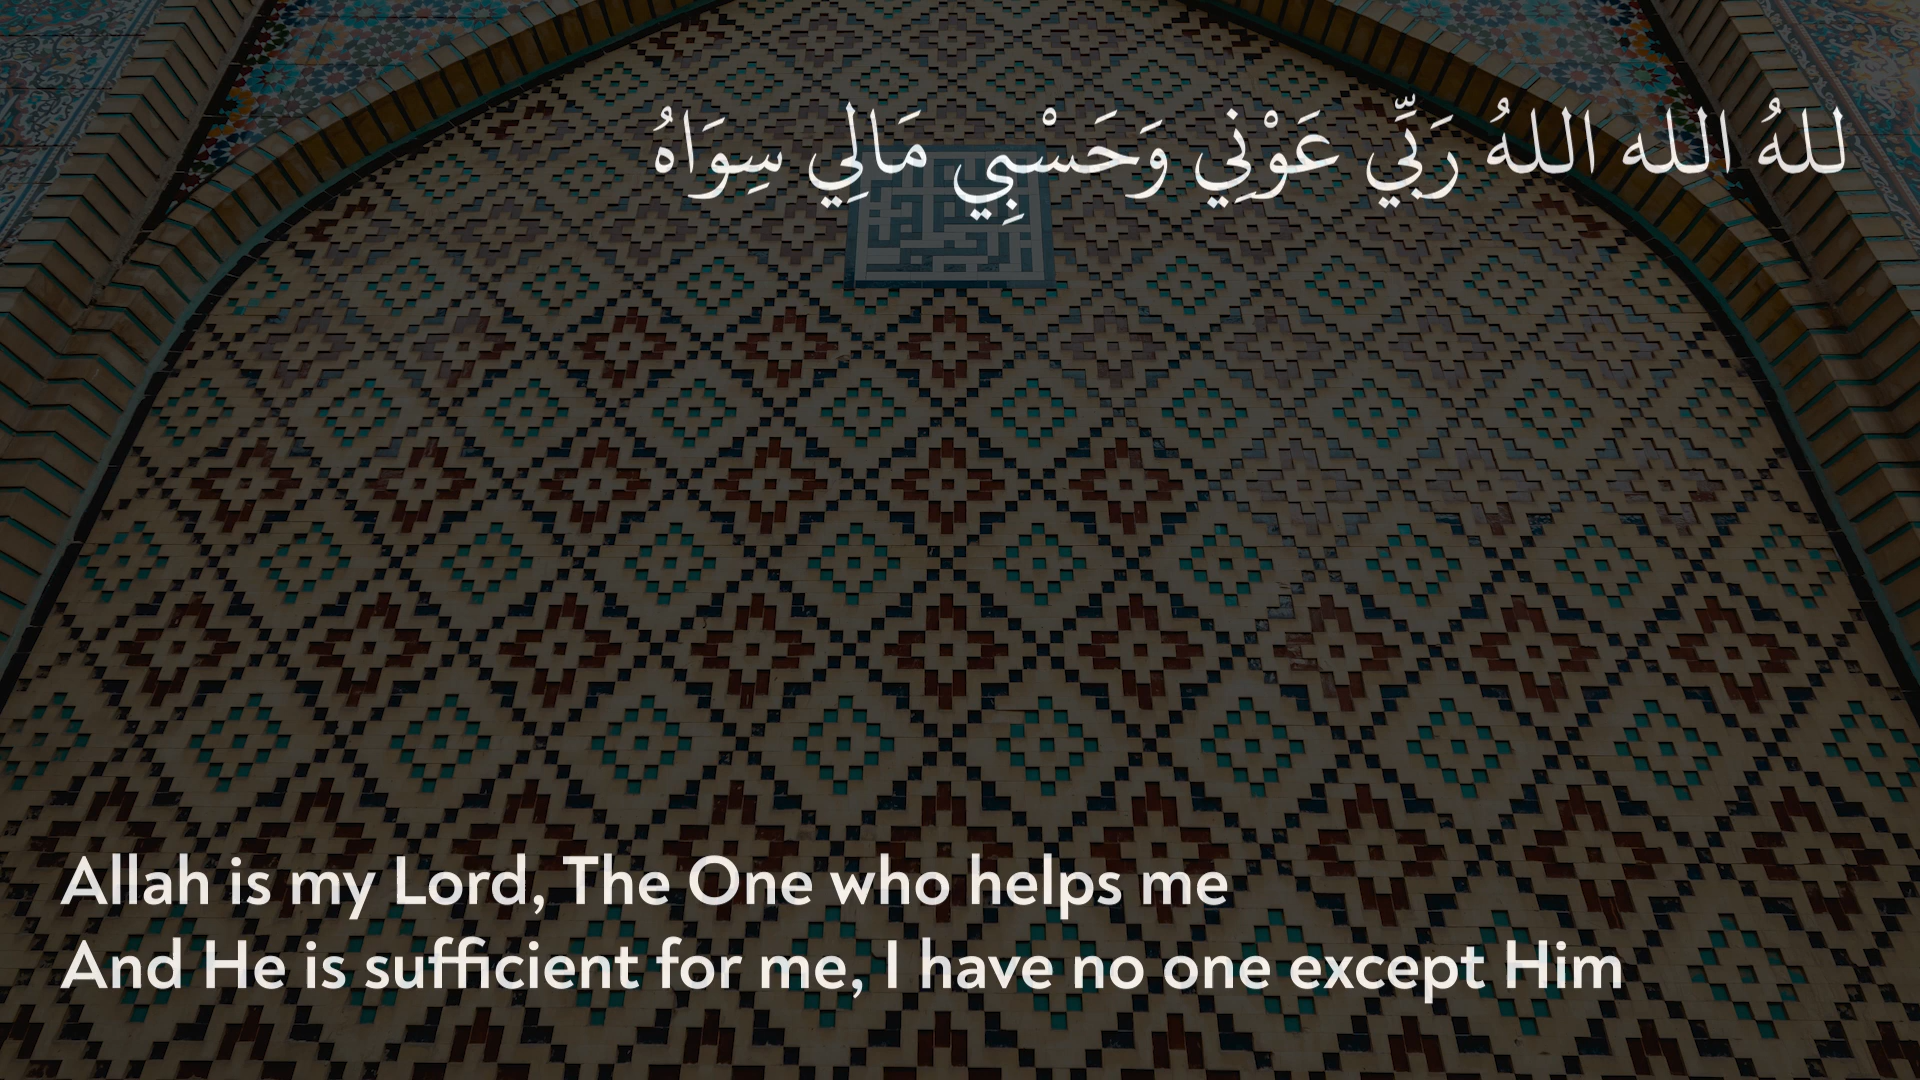 للهُ الله اللهُ رَبِّي عَوْنِي وَحَسْبِي مَالِي سِوَاهُ
Allah is my Lord, The One who helps me
And He is sufficient for me, I have no one except Him